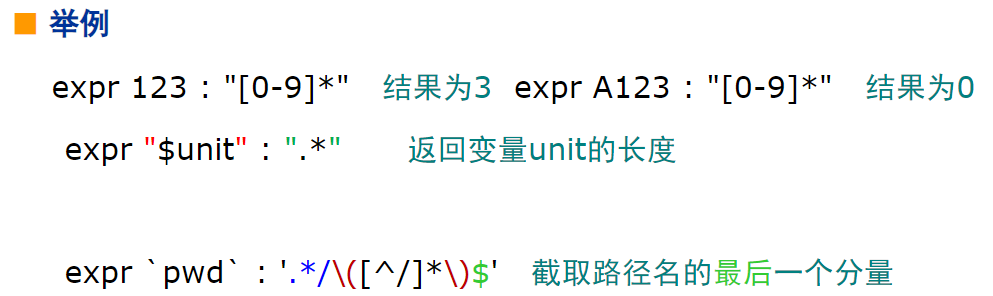 举例
expr 123 : "[0-9]*" 结果为3 expr A123 : "[0-9]*" 结果为0
expr "$unit" : ".*" 返回变量unit的长度
expr `pwd` : '.*/\([^/]*\)$' 截取路径名的最后一个分量